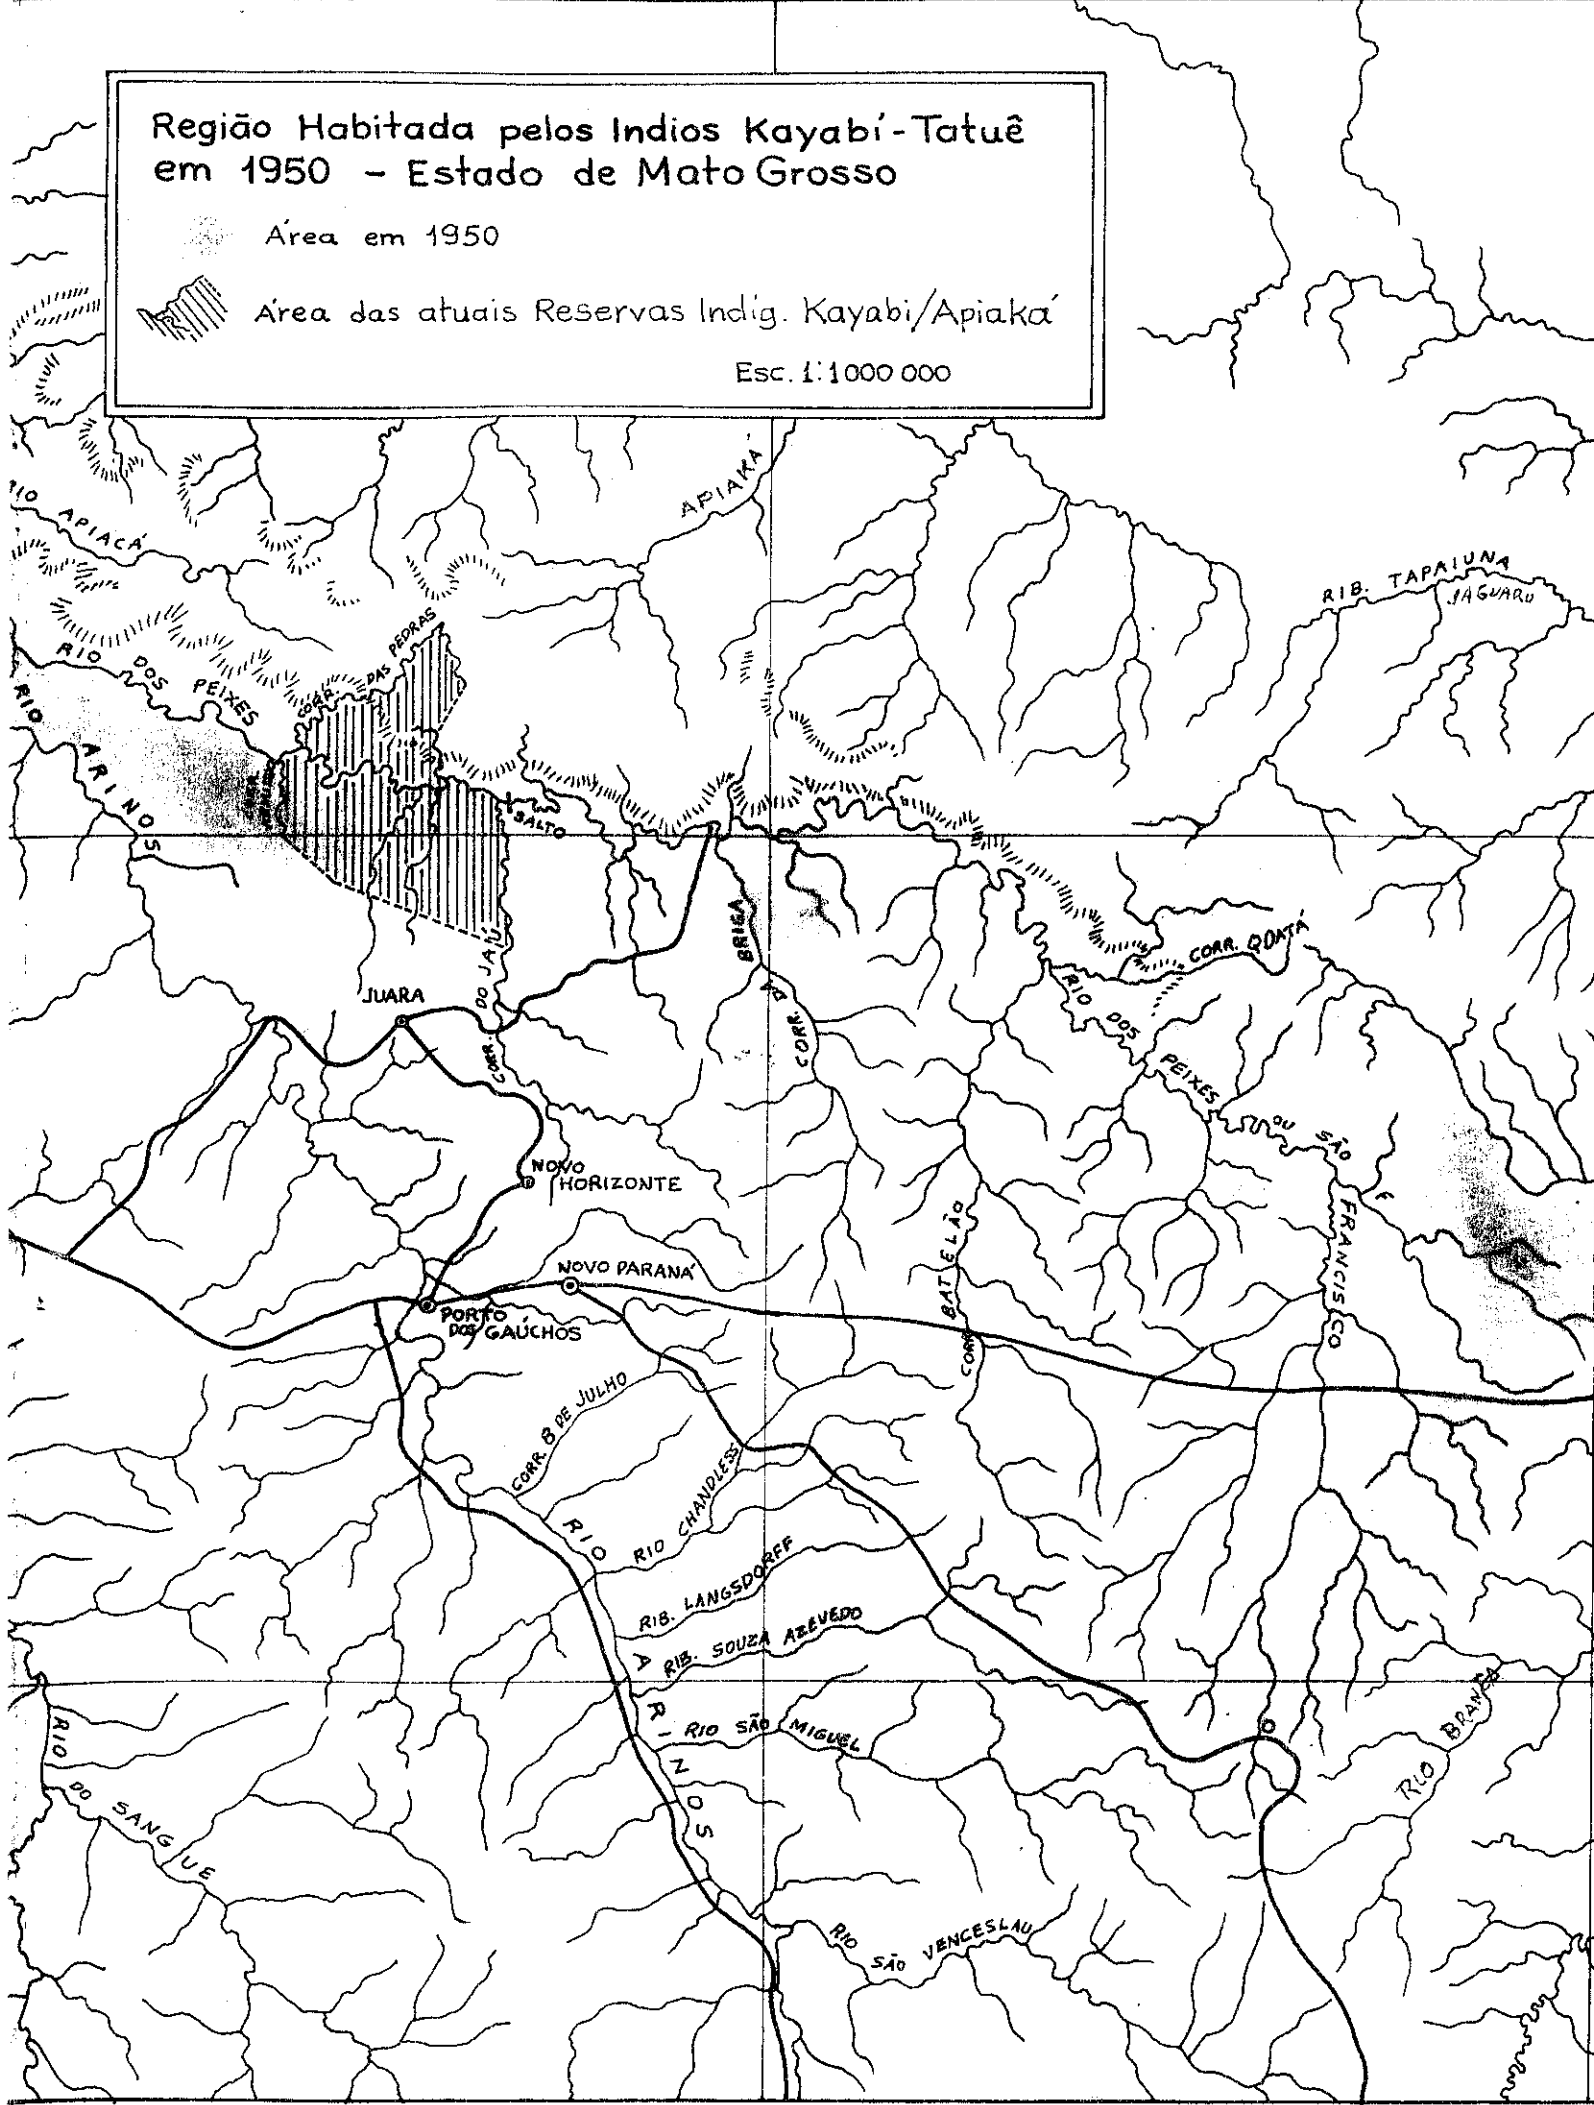 Região Habitada pelos Indios Kayabí-Tatuê
em 1950 - Estado de Mato Grosso
Área em 1950
Área das atuais Reservas Indíg. Kayabi/Apiaká
Esc. 1:1000 000
APIAKÁ
RIO APIACÁ
RIB. TAPAIUNA
JAGUARU
RIO DOS PEIXES
CORR. DAS PEDRAS
RIO ARINOS
SALTO
CORR. DA BRIGA
CORR. QDATÁ
JUARA
CORR. DO JAÚ
RIO DOS PEIXES OU SÃO FRANCISCO
NOVO
HORIZONTE
CORR. BATELÃO
NOVO PARANÁ
PORTO
DOS GAÚCHOS
CORR. 8 DE JULHO
RIO CHANDLESS
RIO ARINOS
RIB. LANGSDORFF
RIB. SOUZA AZEVEDO
RIO SÃO MIGUEL
RIO BRANCO
RIO DO SANGUE
RIO SÃO VENCESLAU